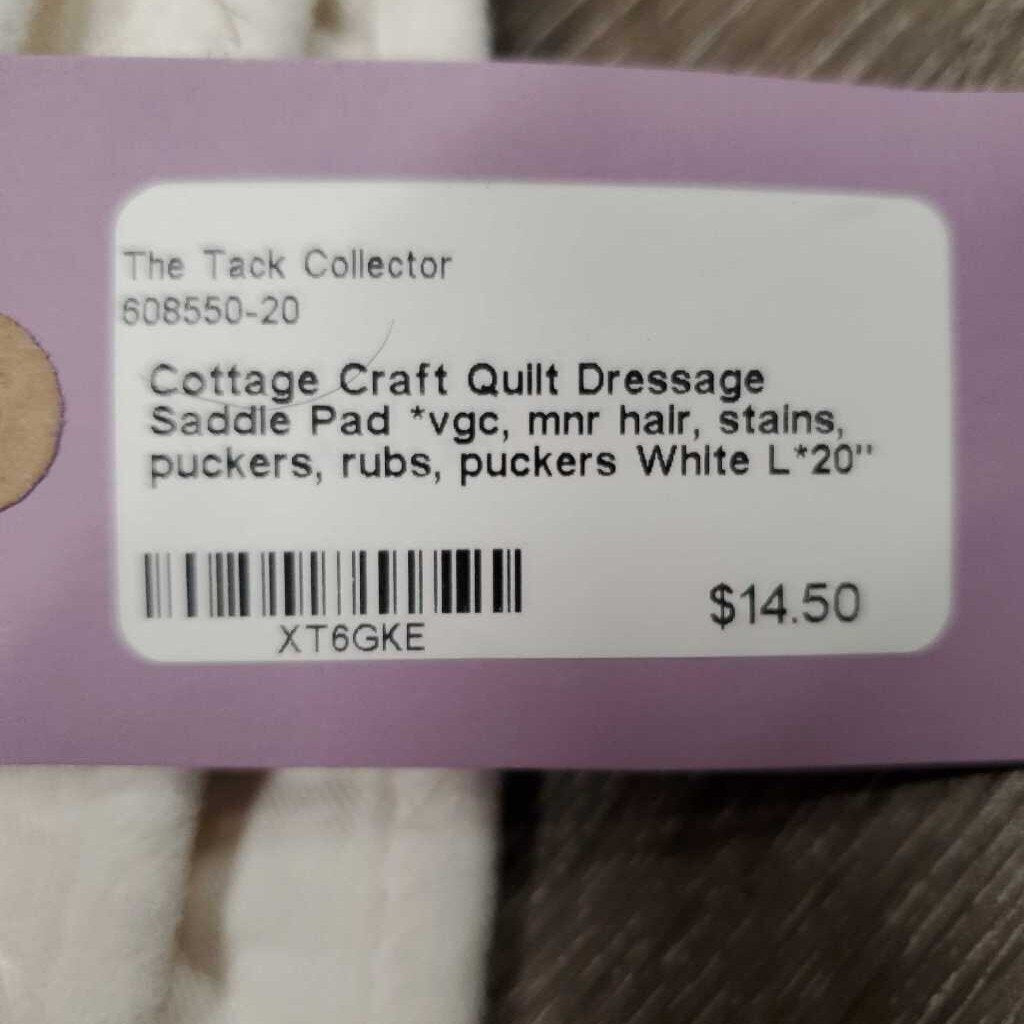 The Tack Collector
608550-20
Cottage Craft Quilt Dressage
Saddle Pad *vgc, mnr hair, stains,
puckers, rubs, puckers White L*20"
XT6GKE
$14.50